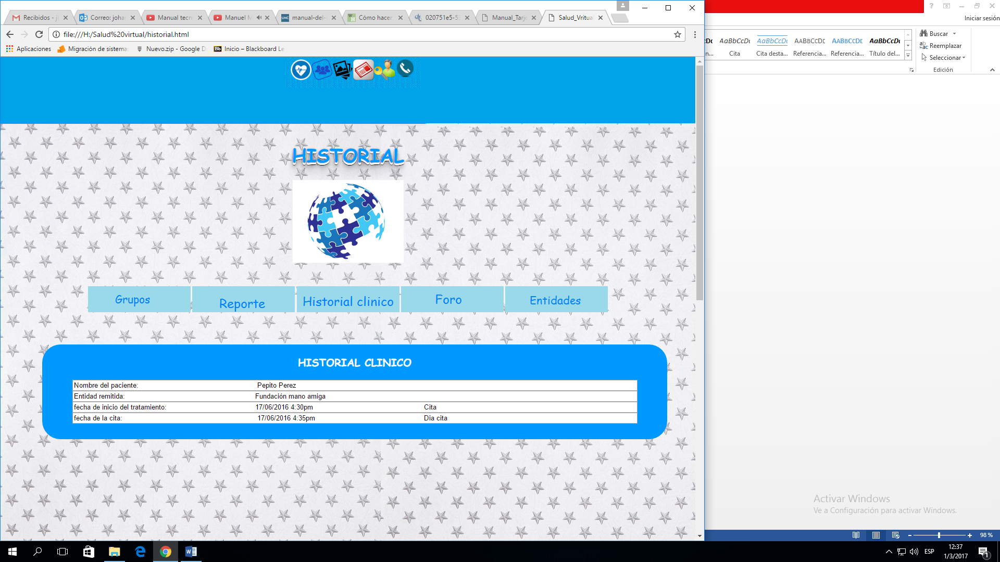 Recibidos - j
Correo: joha
Manual tecn
Manuel M
manual-del-
Cómo hacer
020751e5-53
Manual_Tarje
Salud_Vritua
file:///H:/Salud%20virtual/historial.html
Aplicaciones
Migración de sistema
Nuevo.zip - Google D
Bb Inicio – Blackboard Le
Iniciar sesión
AaBbCcDc AaBbCcDc AABBCCDE AABBCCDE AaBbCcDc
n... Cita Cita desta... Referencia... Referencia... Título del...
Buscar
Reemplazar
Seleccionar
Edición
HISTORIAL
Grupos
Reporte
Historial clinico
Foro
Entidades
HISTORIAL CLINICO
Nombre del paciente: Pepito Perez
Entidad remitida: Fundación mano amiga
fecha de inicio del tratamiento: 17/06/2016 4:30pm Cita
fecha de la cita: 17/06/2016 4:35pm Dia cita
Activar Windows
Ve a Configuración para activar Windows.
98 %
ESP
12:37
1/3/2017
1